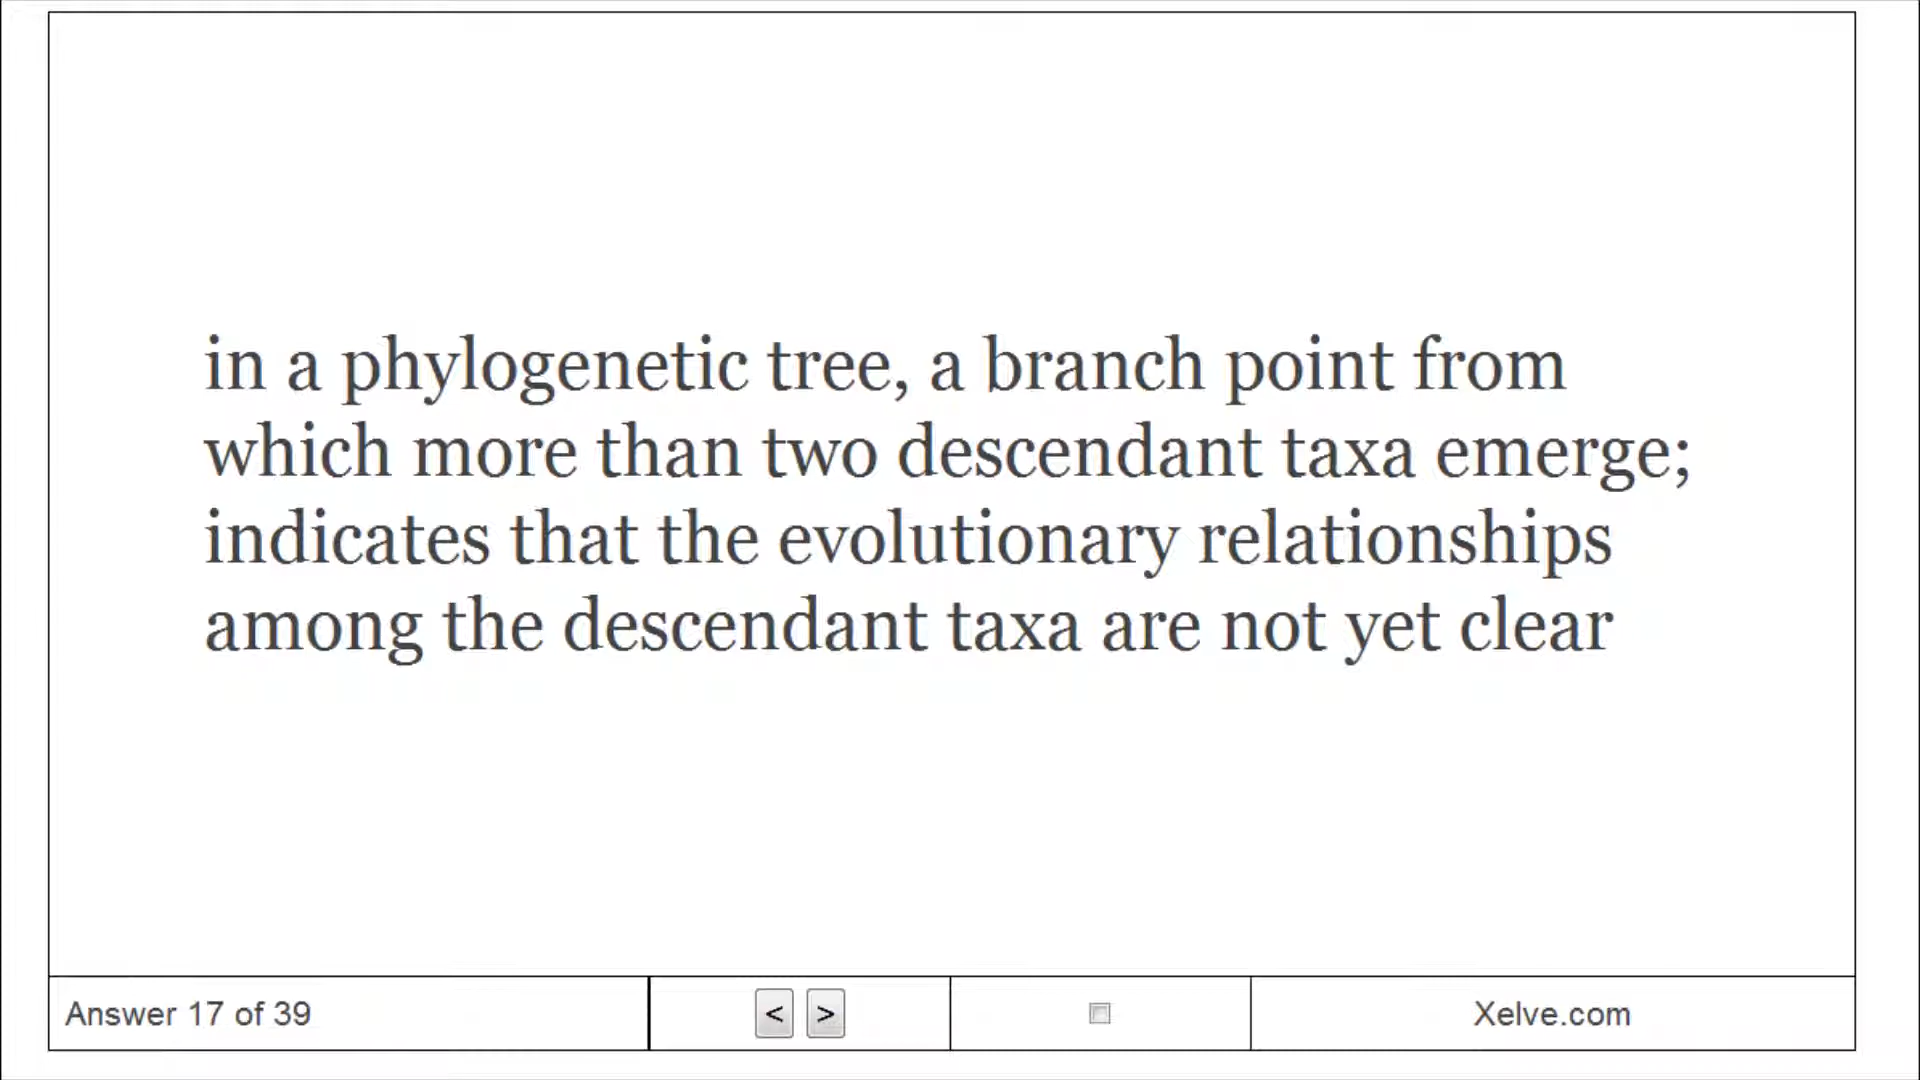 in a phylogenetic tree, a branch point from
which more than two descendant taxa emerge;
indicates that the evolutionary relationships
among the descendant taxa are not yet clear
Answer 17 of 39
< >
Xelve.com